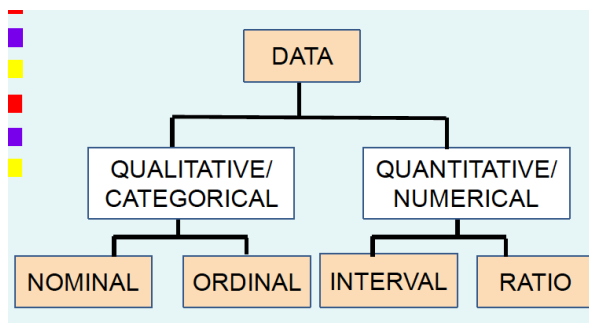 DATA
QUALITATIVE/
CATEGORICAL
QUANTITATIVE/
NUMERICAL
NOMINAL
ORDINAL
INTERVAL
RATIO